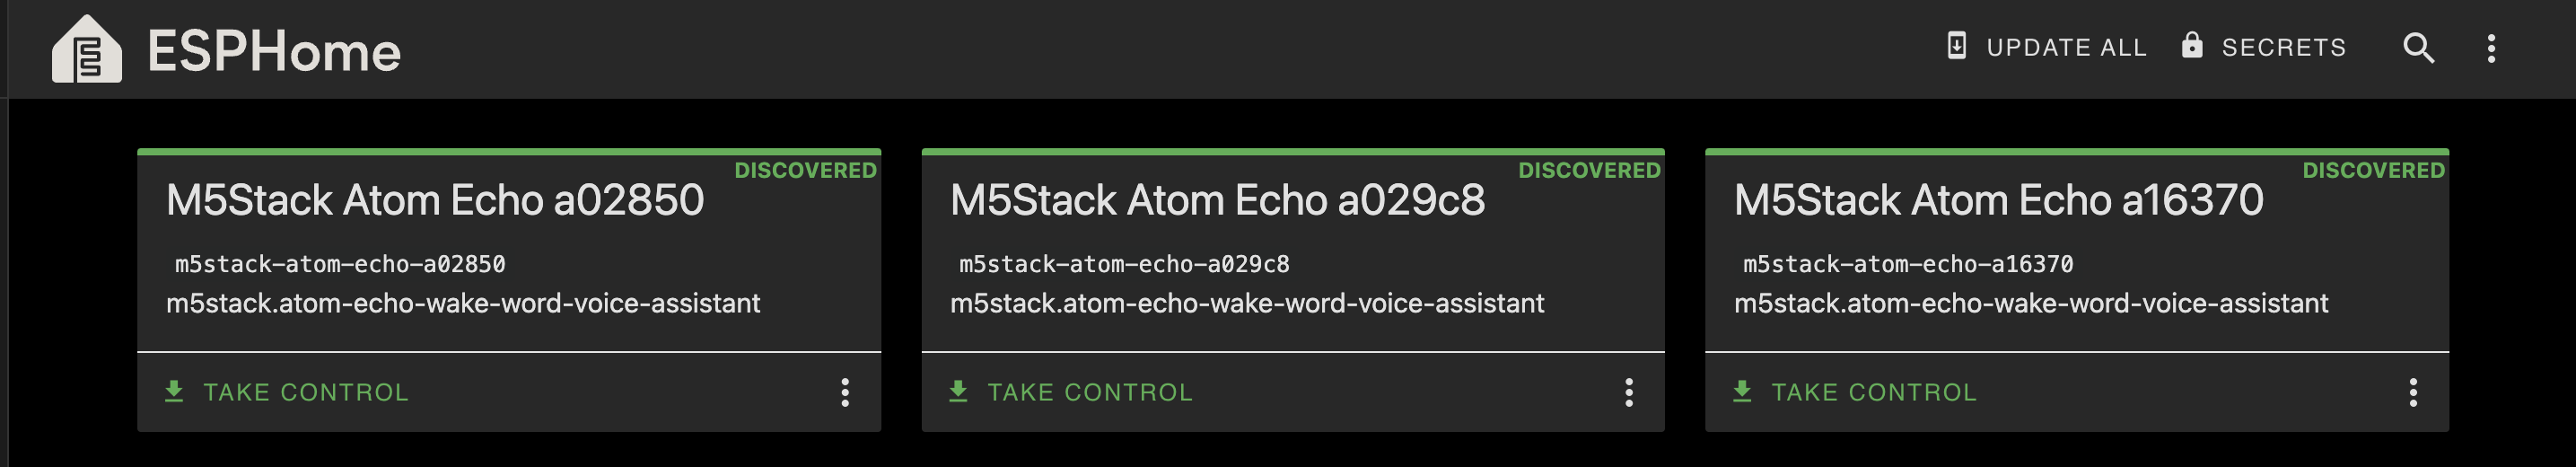 ESPHome
UPDATE ALL
SECRETS
DISCOVERED
M5Stack Atom Echo a02850
m5stack-atom-echo-a02850
m5stack.atom-echo-wake-word-voice-assistant
TAKE CONTROL
DISCOVERED
M5Stack Atom Echo a029c8
m5stack-atom-echo-a029c8
m5stack.atom-echo-wake-word-voice-assistant
TAKE CONTROL
DISCOVERED
M5Stack Atom Echo a16370
m5stack-atom-echo-a16370
m5stack.atom-echo-wake-word-voice-assistant
TAKE CONTROL